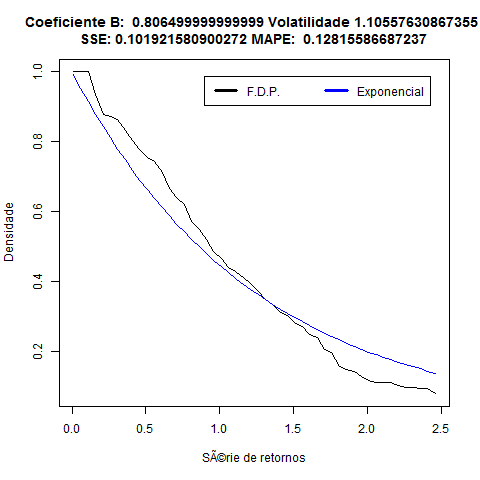 Coeficiente B:  0.806499999999999 Volatilidade 1.10557630867355
SSE: 0.101921580900272 MAPE:  0.12815586687237
F.D.P.
Exponencial
Densidade
1.0
0.8
0.6
0.4
0.2
0.0
0.5
1.0
1.5
2.0
2.5
SÃ©rie de retornos